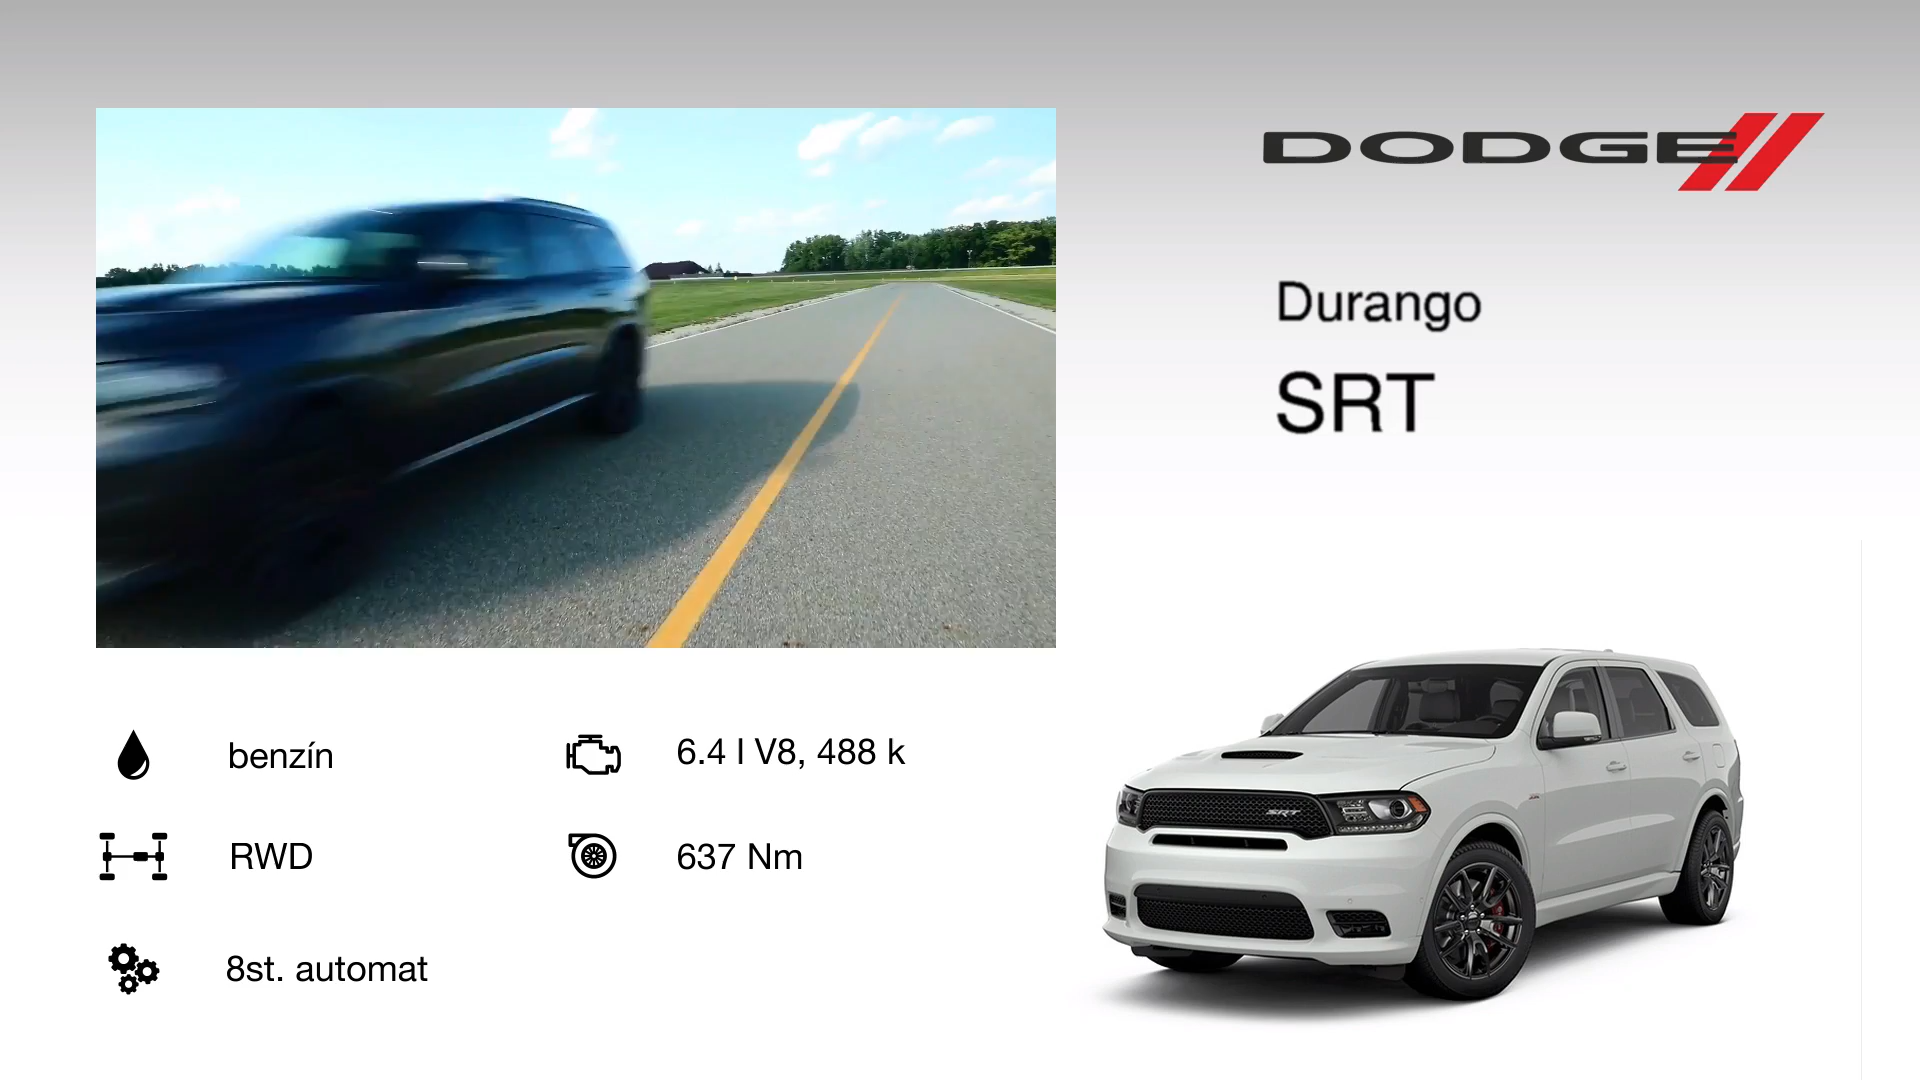 DODGE
Durango
SRT
benzín
6.4 l V8, 488 k
RWD
637 Nm
8st. automat
SRT